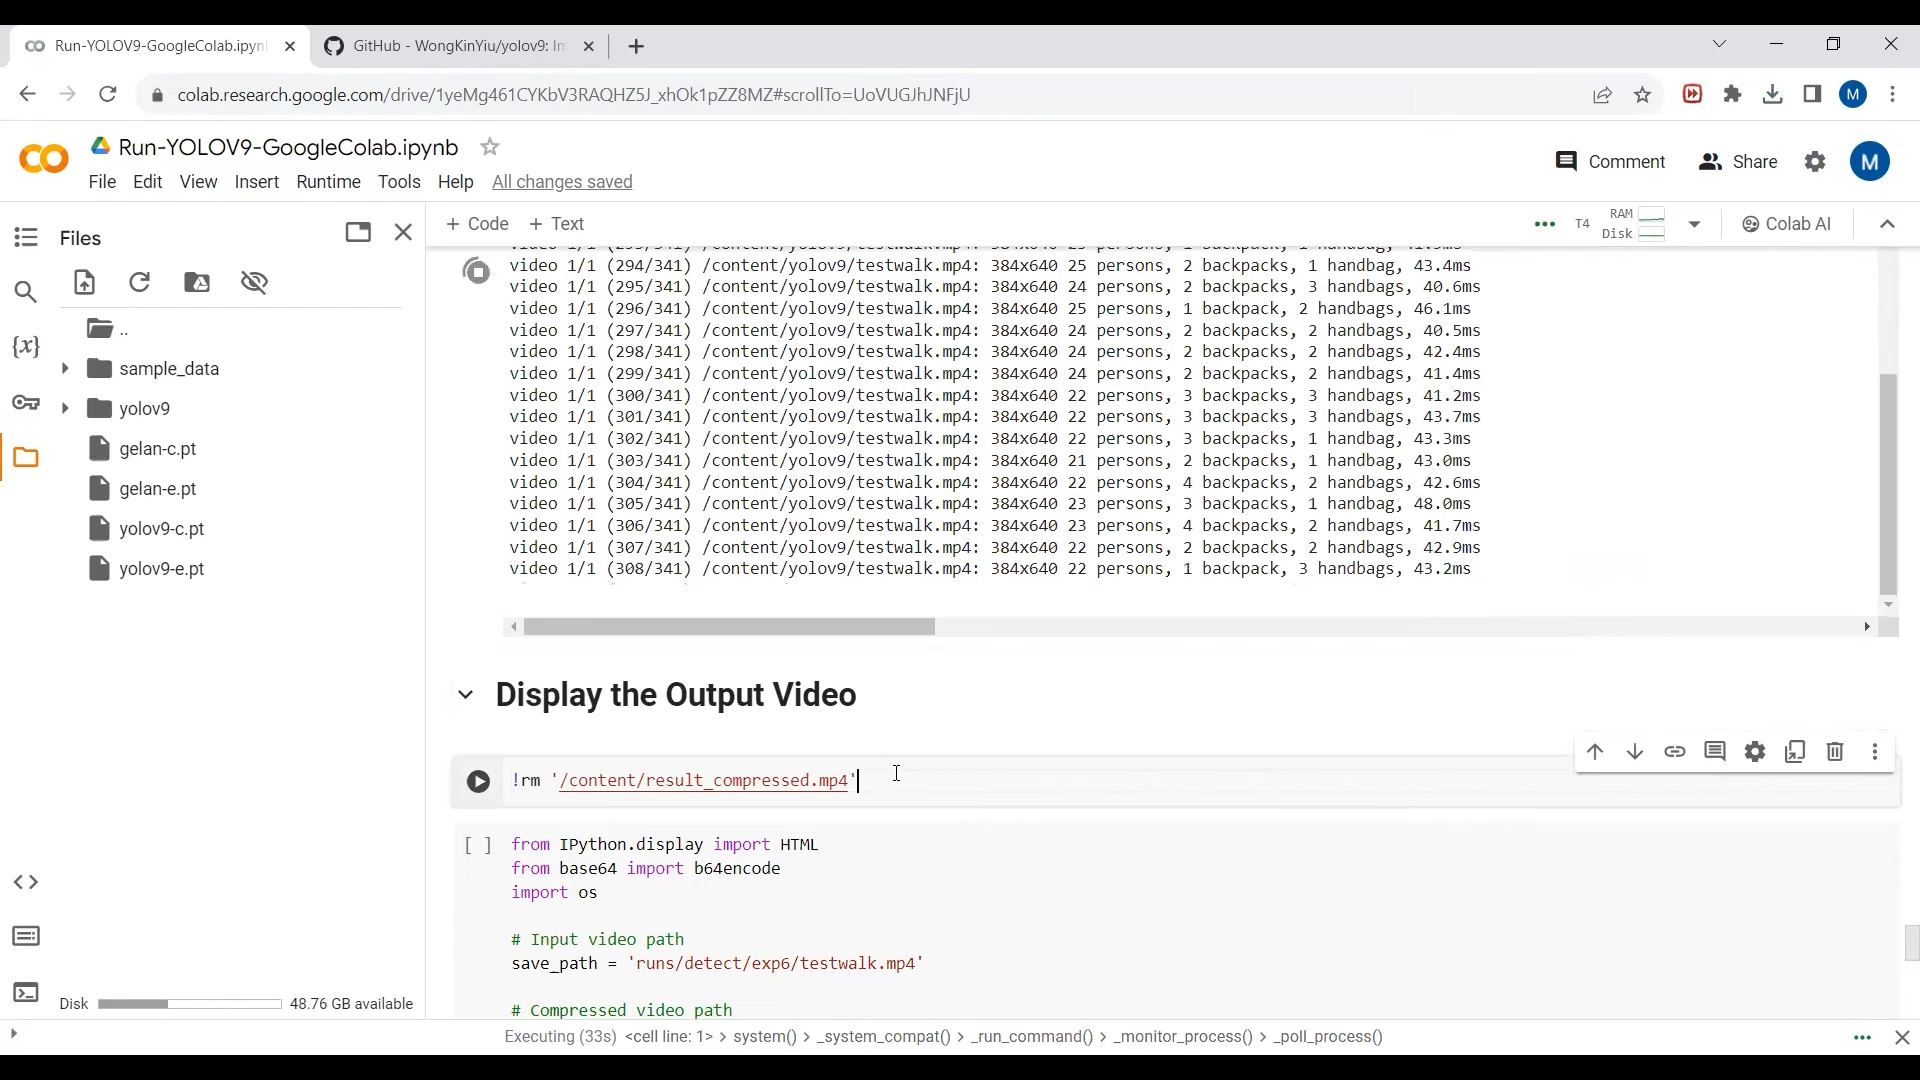 Run-YOLOV9-GoogleColab.ipyn
GitHub - WongKinYiu/yolov9: Im
colab.research.google.com/drive/1yeMg461CYKbV3RAQHZ5J_xhOk1pZZ8MZ#scrollTo=UoVUGJhJNFjU
M
Run-YOLOV9-GoogleColab.ipynb
File Edit View Insert Runtime Tools Help All changes saved
Comment
Share
M
Files
+ Code + Text
T4
RAM
Disk
Colab AI
..
sample_data
yolov9
gelan-c.pt
gelan-e.pt
yolov9-c.pt
yolov9-e.pt
Disk
48.76 GB available
video 1/1 (294/341) /content/yolov9/testwalk.mp4: 384x640 25 persons, 2 backpacks, 1 handbag, 43.4ms
video 1/1 (295/341) /content/yolov9/testwalk.mp4: 384x640 24 persons, 2 backpacks, 3 handbags, 40.6ms
video 1/1 (296/341) /content/yolov9/testwalk.mp4: 384x640 25 persons, 1 backpack, 2 handbags, 46.1ms
video 1/1 (297/341) /content/yolov9/testwalk.mp4: 384x640 24 persons, 2 backpacks, 2 handbags, 40.5ms
video 1/1 (298/341) /content/yolov9/testwalk.mp4: 384x640 24 persons, 2 backpacks, 2 handbags, 42.4ms
video 1/1 (299/341) /content/yolov9/testwalk.mp4: 384x640 24 persons, 2 backpacks, 2 handbags, 41.4ms
video 1/1 (300/341) /content/yolov9/testwalk.mp4: 384x640 22 persons, 3 backpacks, 3 handbags, 41.2ms
video 1/1 (301/341) /content/yolov9/testwalk.mp4: 384x640 22 persons, 3 backpacks, 3 handbags, 43.7ms
video 1/1 (302/341) /content/yolov9/testwalk.mp4: 384x640 22 persons, 3 backpacks, 1 handbag, 43.3ms
video 1/1 (303/341) /content/yolov9/testwalk.mp4: 384x640 21 persons, 2 backpacks, 1 handbag, 43.0ms
video 1/1 (304/341) /content/yolov9/testwalk.mp4: 384x640 22 persons, 4 backpacks, 2 handbags, 42.6ms
video 1/1 (305/341) /content/yolov9/testwalk.mp4: 384x640 23 persons, 3 backpacks, 1 handbag, 48.0ms
video 1/1 (306/341) /content/yolov9/testwalk.mp4: 384x640 23 persons, 4 backpacks, 2 handbags, 41.7ms
video 1/1 (307/341) /content/yolov9/testwalk.mp4: 384x640 22 persons, 2 backpacks, 2 handbags, 42.9ms
video 1/1 (308/341) /content/yolov9/testwalk.mp4: 384x640 22 persons, 1 backpack, 3 handbags, 43.2ms
Display the Output Video
!rm '/content/result_compressed.mp4'
[ ] from IPython.display import HTML
from base64 import b64encode
import os
# Input video path
save_path = 'runs/detect/exp6/testwalk.mp4'
# Compressed video path
Executing (33s) <cell line: 1> > system() > _system_compat() > _run_command() > _monitor_process() > _poll_process()